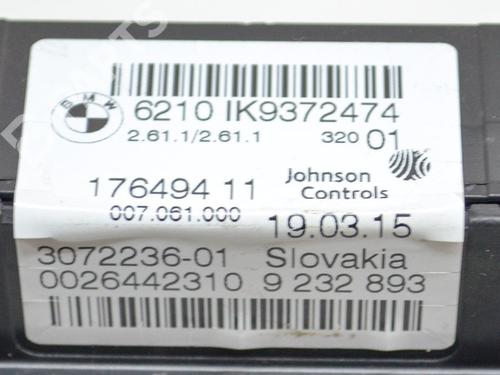 BMW
6210 IK9372474
2.61.1/2.61.1 320 01
176494 11 Johnson Controls
007.061.000 19.03.15
3072236-01 Slovakia
0026442310 9 232 893